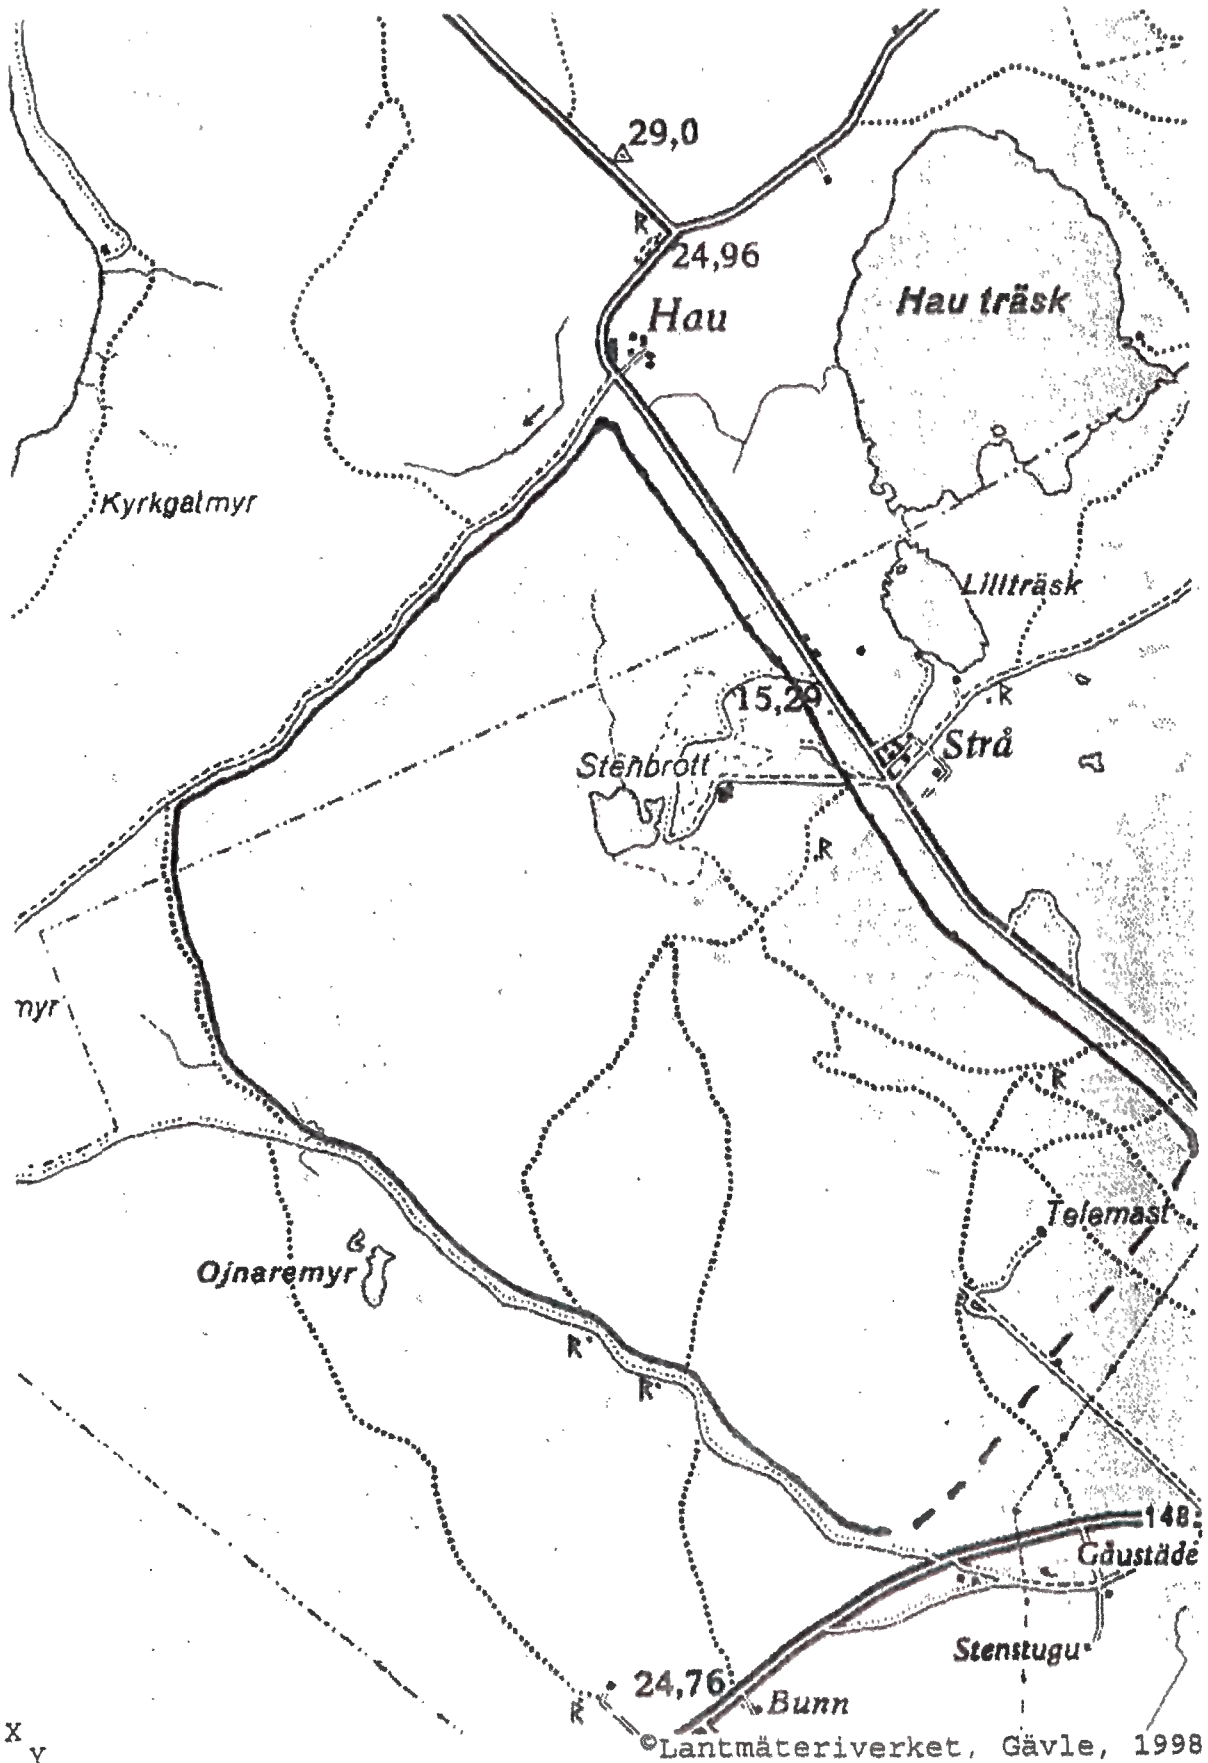 29,0
R
24,96
Hau
Hau träsk
Kyrkgalmyr
Lillträsk
R
15,29
Strå
Stenbrott
R
myr
R
Telemast
Ojnaremyr
R
R
148
Gåustäde
Stenstugu
24,76
Bunn
R
X
Y
©Lantmäteriverket, Gävle, 1998